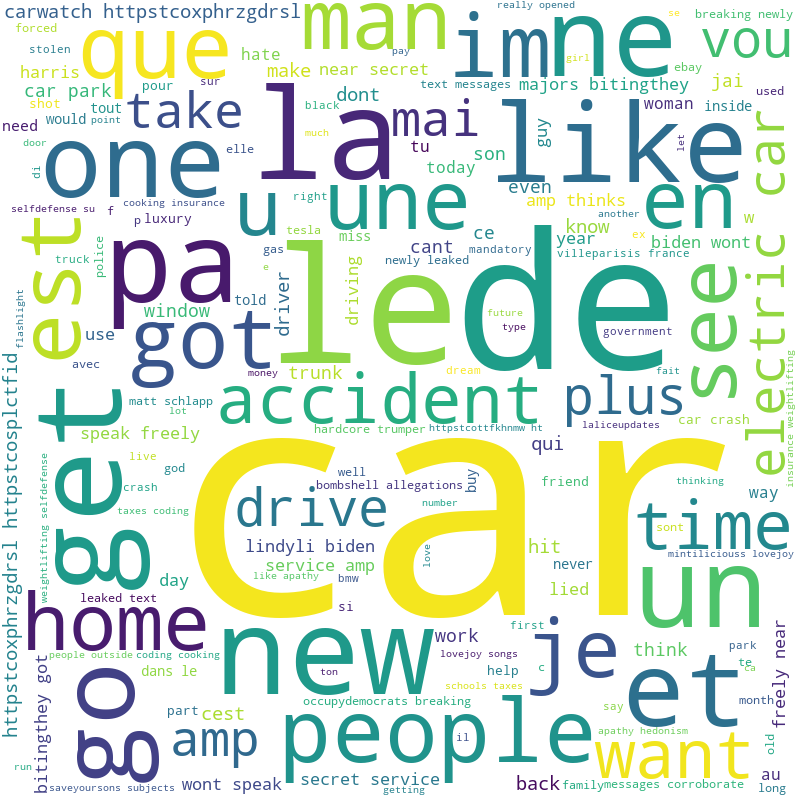 carwatch httpstcoxphrzgdrsl
forced
que
man
im
ne
really opened
se
breaking newly
vou
stolen
hate
pay
girl
ebay
harris
make
near secret
text messages
majors bitingthey
jai
car park
pour
sur
take
dont
mai
woman
inside
shot
tout
black
guy
used
need
would
point
one
la
much
like
let
electric car
door
elle
tu
today
son
di
cooking insurance
right
u
une
even
amp thinks
en
selfdefense su
f
p
luxury
another
est
pa
tesla
miss
ce
year
know
ex
w
truck
police
gas
cant
mandatory
biden wont
newly leaked
villeparisis france
window
told
driver
driving
le
de
see
e
future
use
got
type
government
flashlight
avec
money
trunk
dream
fait
matt schlapp
accident
plus
lot
laliceupdates
speak freely
hardcore trumper
httpstcottfkhnmw ht
car crash
get
car
qui
live
god
well
bombshell allegations
buy
friend
thinking
way
crash
number
insurance weightlifting
httpstcoxphrzgdrsl httpstcosplctfid
weightlifting selfdefense
taxes coding
drive
time
sont
lindyli biden
love
hit
mintiliciouss lovejoy
day
service amp
never
like apathy
bmw
lied
un
leaked text
si
home
new
first
je
people outside
coding cooking
work
lovejoy songs
think
park
te
go
dans le
help
c
ca
ton
schools taxes
et
month
freely near
bitingthey got
part
cest
occupydemocrats breaking
say
apathy hedonism
old
amp
people
il
want
run
wont speak
secret service
back
family
messages corroborate
au
long
saveyoursons subjects
getting